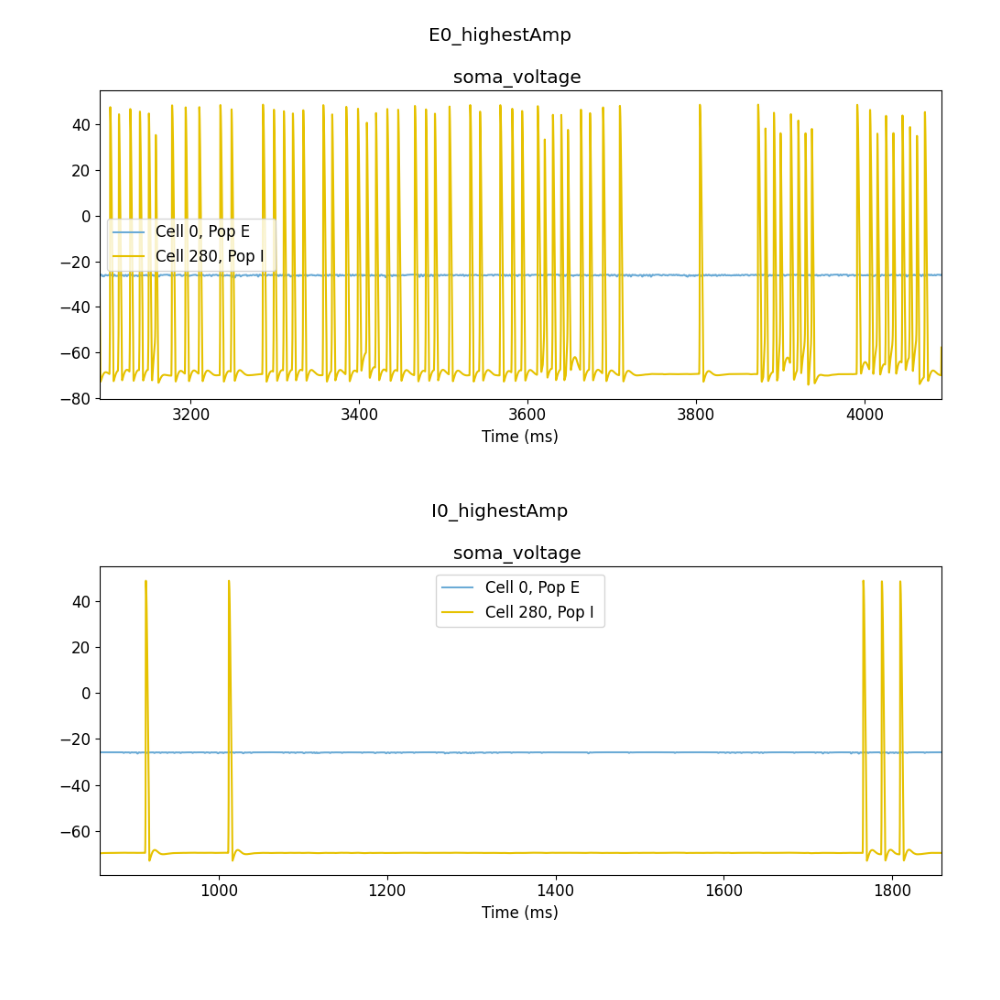 E0_highestAmp
soma_voltage
40
20
0
−20
−40
−60
−80
Cell 0, Pop E
Cell 280, Pop I
3200 3400 3600 3800 4000
Time (ms)
I0_highestAmp
soma_voltage
40
20
0
−20
−40
−60
Cell 0, Pop E
Cell 280, Pop I
1000 1200 1400 1600 1800
Time (ms)